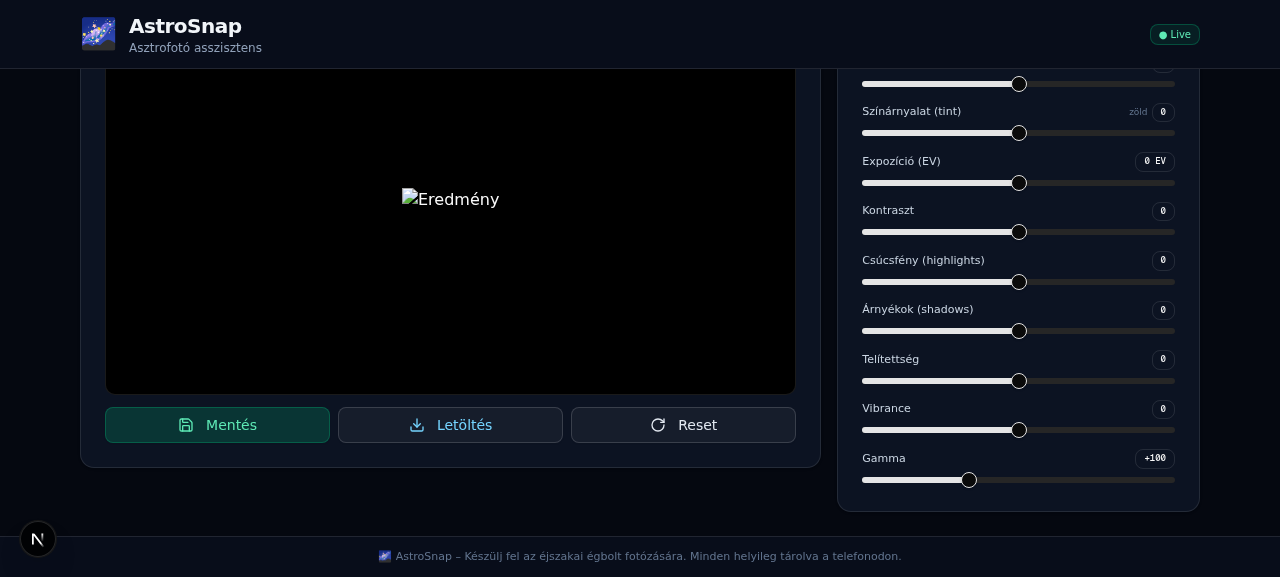 AstroSnap
Asztrofotó asszisztens
Live
Színárnyalat (tint)
zöld 0
Expozíció (EV)
0 EV
Kontraszt
0
Csúcsfény (highlights)
0
Árnyékok (shadows)
0
Telítettség
0
Vibrance
0
Gamma
+100
Eredmény
Mentés
Letöltés
Reset
N
AstroSnap – Készülj fel az éjszakai égbolt fotózására. Minden helyileg tárolva a telefonodon.